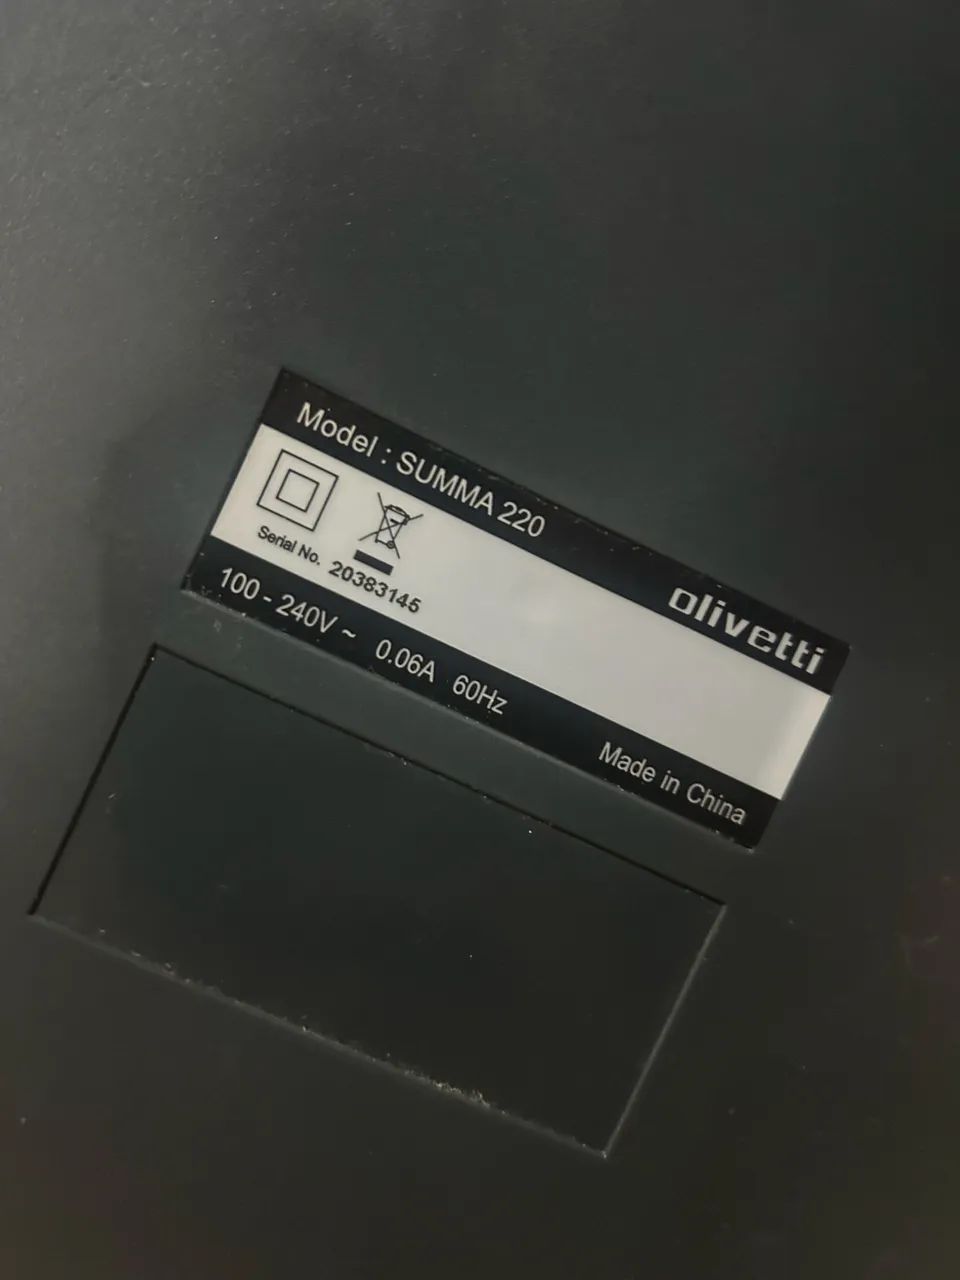 Model : SUMMA 220
olivetti
Serial No. 20383145
100 - 240V ~ 0.06A 60Hz
Made in China